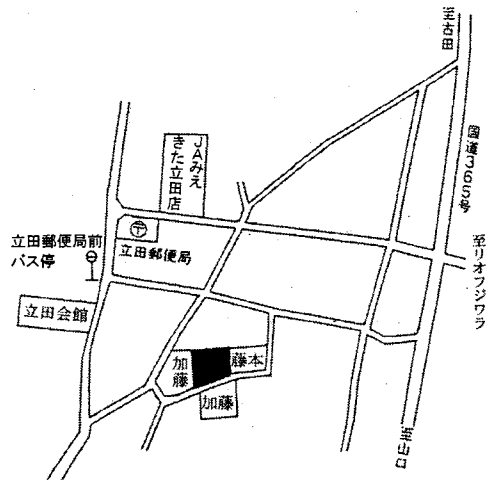 至古田
国道365号
至リオフジワラ
JAみえ
きた立田店
〒
立田郵便局
立田郵便局前
バス停
立田会館
加藤
藤本
加藤
至山口